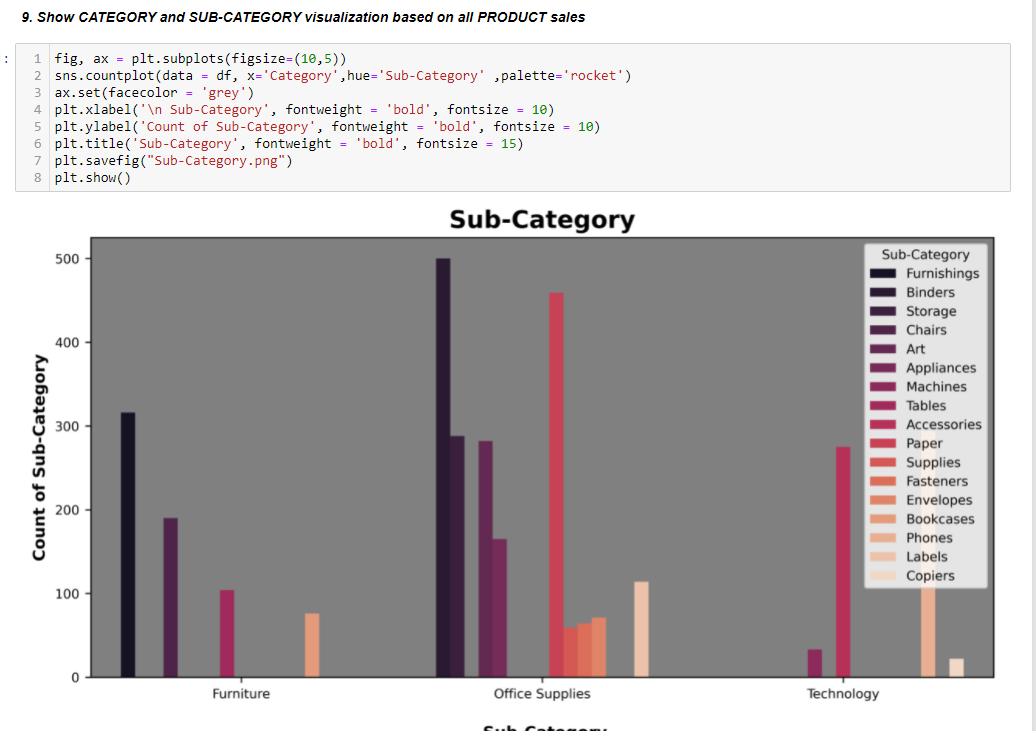 9. Show CATEGORY and SUB-CATEGORY visualization based on all PRODUCT sales
:
1 fig, ax = plt.subplots(figsize=(10,5))
2 sns.countplot(data = df, x='Category',hue='Sub-Category' ,palette='rocket')
3 ax.set(facecolor = 'grey')
4 plt.xlabel('\n Sub-Category', fontweight = 'bold', fontsize = 10)
5 plt.ylabel('Count of Sub-Category', fontweight = 'bold', fontsize = 10)
6 plt.title('Sub-Category', fontweight = 'bold', fontsize = 15)
7 plt.savefig("Sub-Category.png")
8 plt.show()
Sub-Category
Count of Sub-Category
500
400
300
200
100
0
Sub-Category
Furnishings
Binders
Storage
Chairs
Art
Appliances
Machines
Tables
Accessories
Paper
Supplies
Fasteners
Envelopes
Bookcases
Phones
Labels
Copiers
Furniture
Office Supplies
Technology
Sub-Category